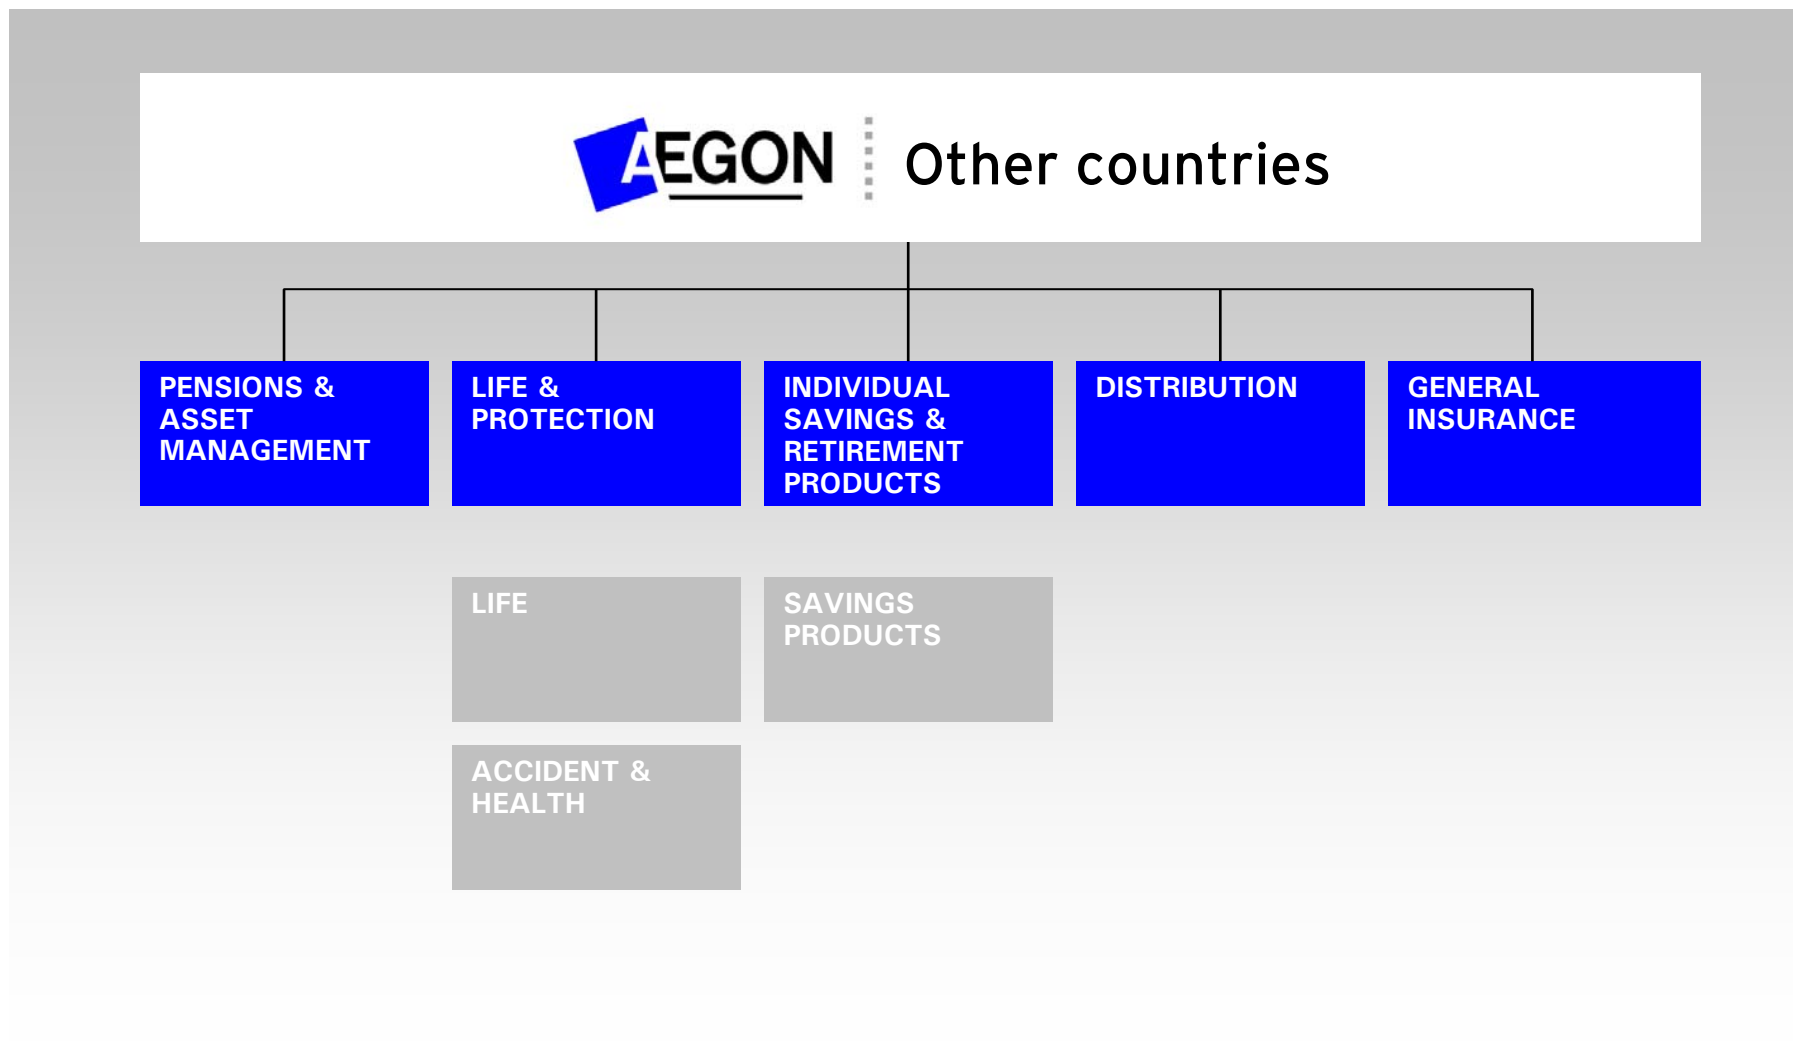 AEGON Other countries
PENSIONS &
ASSET
MANAGEMENT
LIFE &
PROTECTION
INDIVIDUAL
SAVINGS &
RETIREMENT
PRODUCTS
DISTRIBUTION
GENERAL
INSURANCE
LIFE
SAVINGS
PRODUCTS
ACCIDENT &
HEALTH